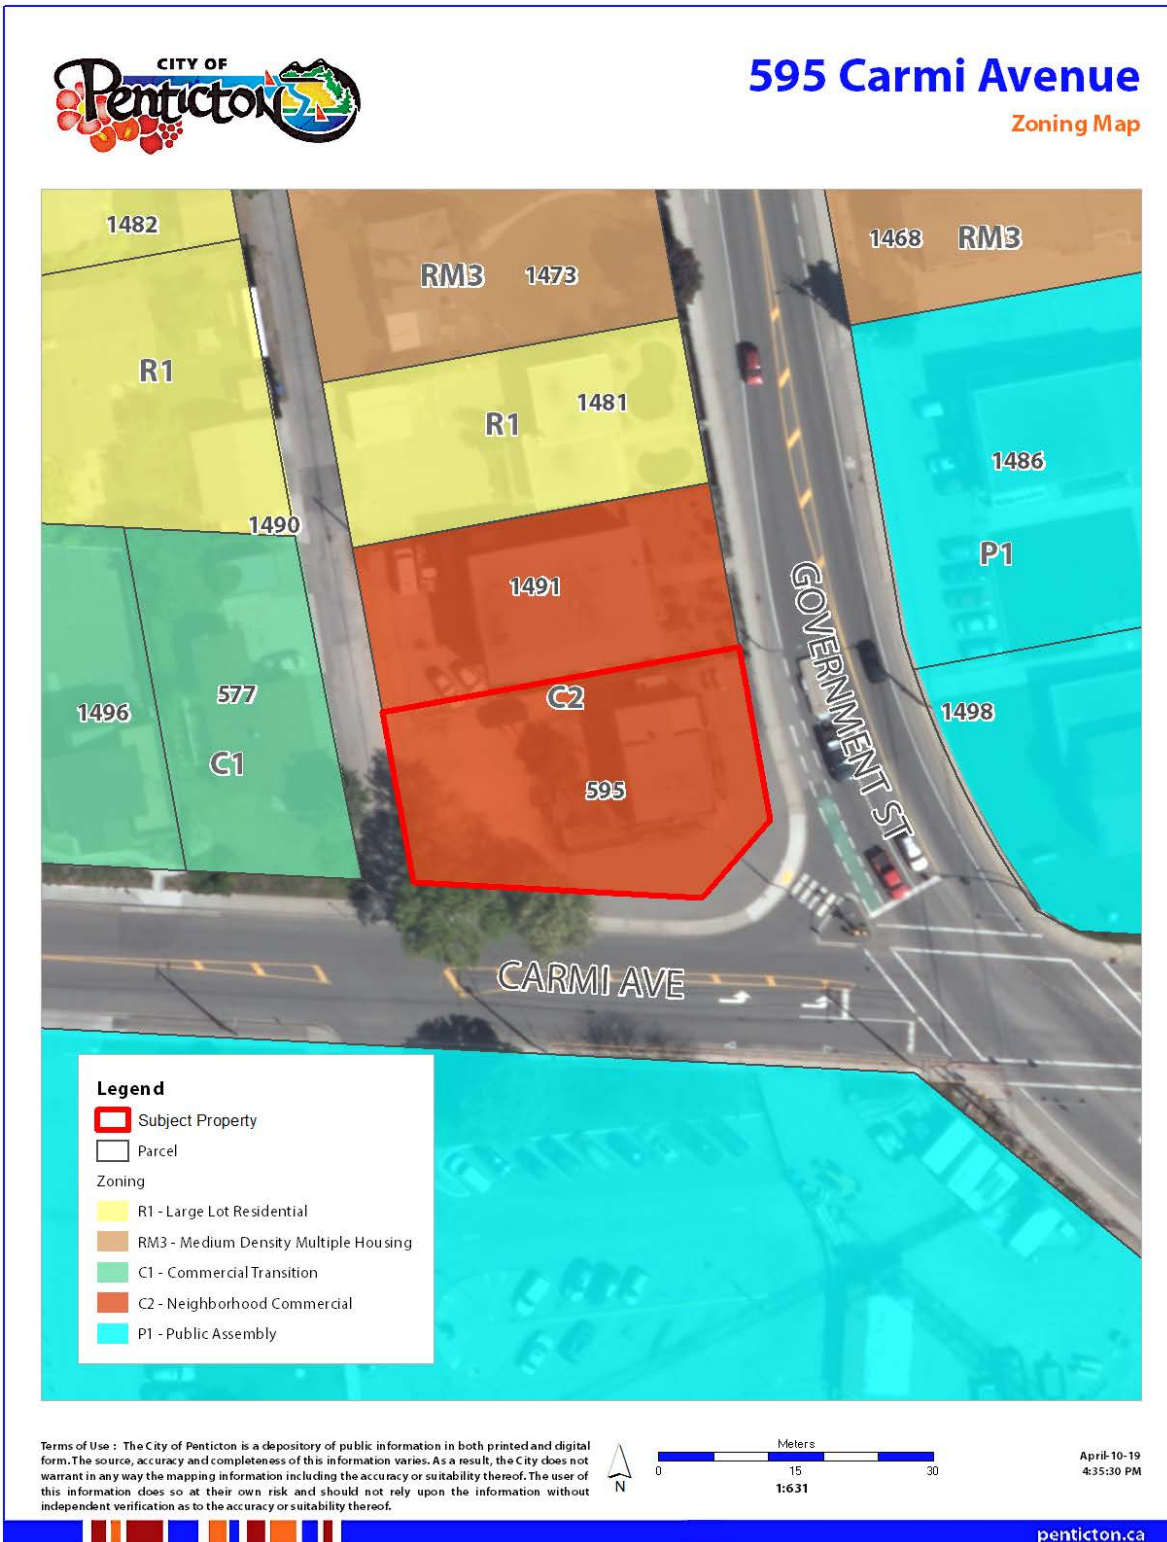 CITY OF
Penticton
595 Carmi Avenue
Zoning Map
1482
RM3 1473
1468 RM3
R1
R1 1481
1486
1490
P1
1491
GOVERNMENT ST
577
C2
1496
1498
C1
595
CARMI AVE
Legend
Subject Property
Parcel
Zoning
R1 - Large Lot Residential
RM3 - Medium Density Multiple Housing
C1 - Commercial Transition
C2 - Neighborhood Commercial
P1 - Public Assembly
Terms of Use : The City of Penticton is a depository of public information in both printed and digital
form. The source, accuracy and completeness of this information varies. As a result, the City does not
warrant in any way the mapping information including the accuracy or suitability thereof. The user of
this information does so at their own risk and should not rely upon the information without
independent verification as to the accuracy or suitability thereof.
N
Meters
0 15 30
1:631
April-10-19
4:35:30 PM
penticton.ca